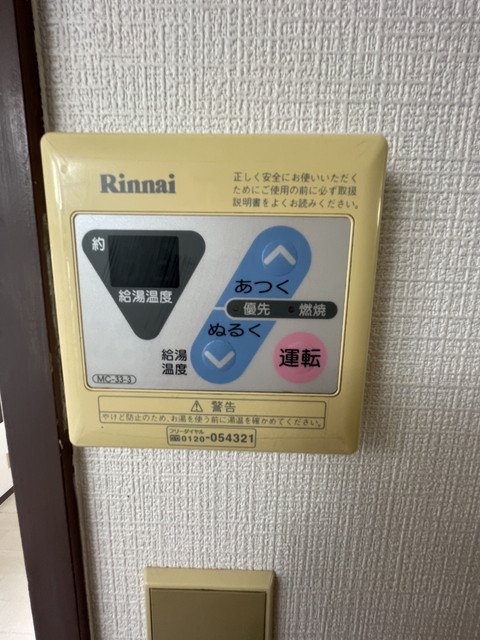 Rinnai
正しく安全にお使いいただく
ためにご使用の前に必ず取扱
説明書をよくお読みください。
約
給湯温度
あつく
優先 燃焼
ぬるく
給湯
温度
運転
MC-33-3
⚠ 警告
やけど防止のため、お湯を使う前に湯温を確かめてください。
フリーダイヤル
0120-054321